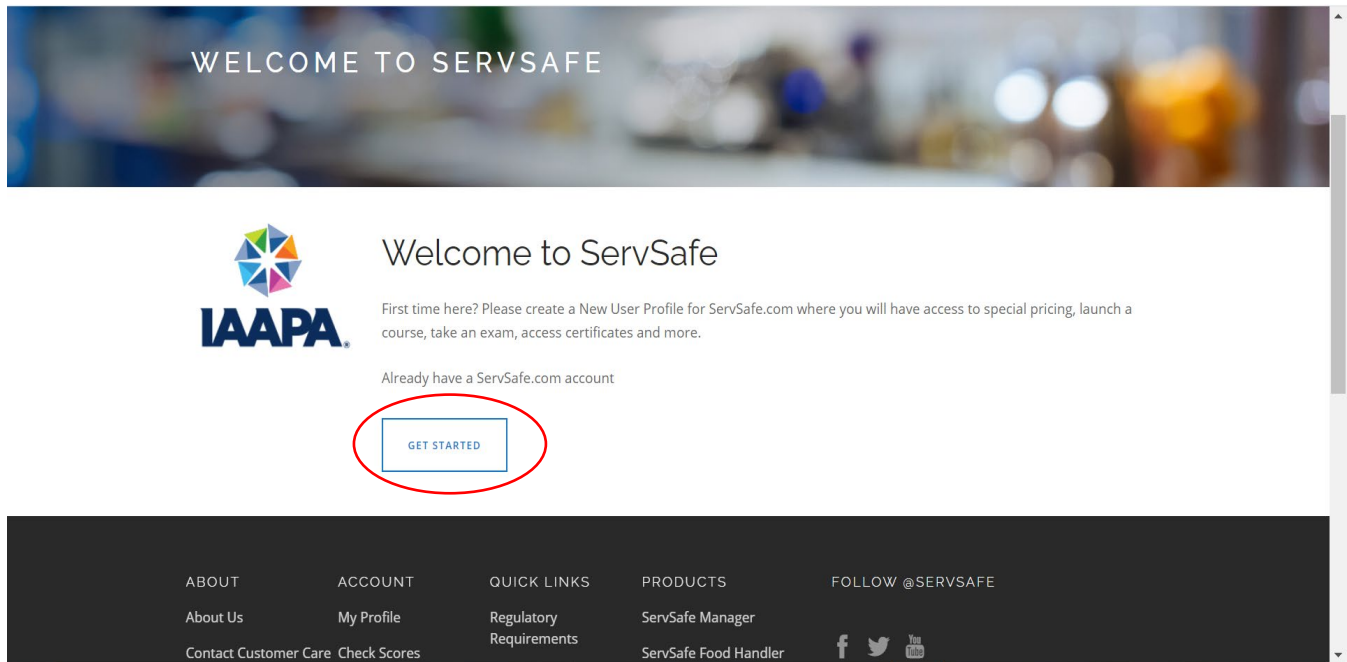 WELCOME TO SERVSAFE
IAAPA®
Welcome to ServSafe
First time here? Please create a New User Profile for ServSafe.com where you will have access to special pricing, launch a
course, take an exam, access certificates and more.
Already have a ServSafe.com account
GET STARTED
ABOUT
About Us
Contact Customer Care
ACCOUNT
My Profile
Check Scores
QUICK LINKS
Regulatory
Requirements
PRODUCTS
ServSafe Manager
ServSafe Food Handler
FOLLOW @SERVSAFE
f
You
Tube